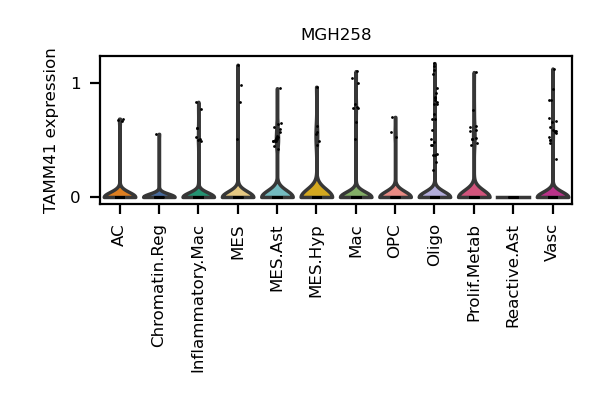 MGH258
TAMM41 expression
1
0
AC
Chromatin.Reg
Inflammatory.Mac
MES
MES.Ast
MES.Hyp
Mac
OPC
Oligo
Prolif.Metab
Reactive.Ast
Vasc